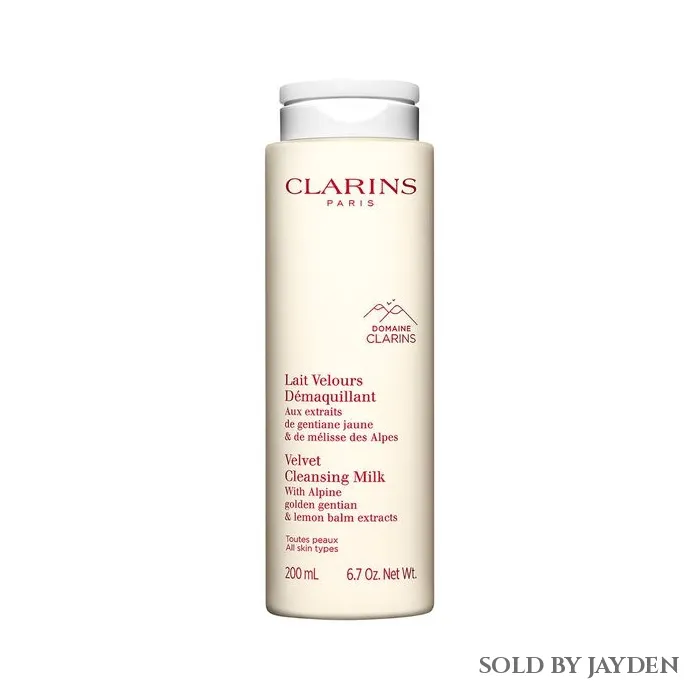 CLARINS
PARIS
DOMAINE
CLARINS
Lait Velours
Démaquillant
Aux extraits
de gentiane jaune
& de mélisse des Alpes
Velvet
Cleansing Milk
With Alpine
golden gentian
& lemon balm extracts
Toutes peaux
All skin types
200 mL 6.7 Oz. Net Wt.
SOLD BY JAYDEN